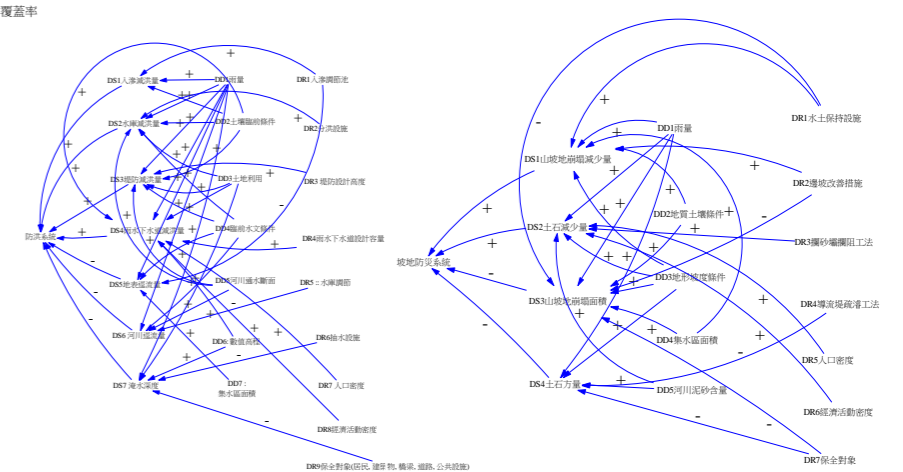 覆蓋率
DS1入滲減洪量
DD1雨量
DR1入滲調節池
DS2水庫減洪量
DD2土壤臨前條件
DR2分洪設施
DS3堤防減洪量
DD3土地利用
DR3 堤防設計高度
防洪系統
DS4雨水下水道減洪量
DD4臨前水文條件
DR4雨水下水道設計容量
DS5地表逕流量
DD5河川通水斷面
DR5：水庫調節
DS6 河川逕流量
DD6: 數值高程
DR6抽水設施
DS7 淹水深度
DD7：
集水區面積
DR7 人口密度
DR8經濟活動密度
DR9保全對象(居民, 建築物, 橋梁, 道路, 公共設施)
DR1水土保持設施
DD1雨量
DS1山坡地崩塌減少量
DR2邊坡改善措施
DD2地質土壤條件
DS2土石減少量
DR3攔砂壩攔阻工法
坡地防災系統
DD3地形坡度條件
DS3山坡地崩塌面積
DR4導流堤疏濬工法
DD4集水區面積
DR5人口密度
DS4土石方量
DD5河川泥砂含量
DR6經濟活動密度
DR7保全對象